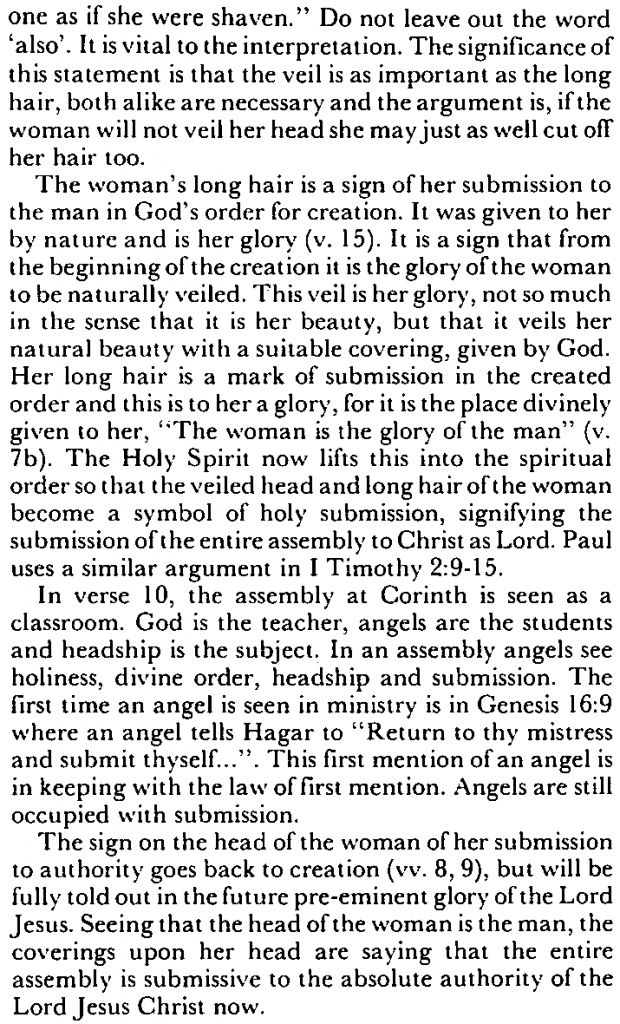 one as if she were shaven." Do not leave out the word
‘also’. It is vital to the interpretation. The significance of
this statement is that the veil is as important as the long
hair, both alike are necessary and the argument is, if the
woman will not veil her head she may just as well cut off
her hair too.
The woman's long hair is a sign of her submission to
the man in God's order for creation. It was given to her
by nature and is her glory (v. 15). It is a sign that from
the beginning of the creation it is the glory of the woman
to be naturally veiled. This veil is her glory, not so much
in the sense that it is her beauty, but that it veils her
natural beauty with a suitable covering, given by God.
Her long hair is a mark of submission in the created
order and this is to her a glory, for it is the place divinely
given to her, "The woman is the glory of the man" (v.
7b). The Holy Spirit now lifts this into the spiritual
order so that the veiled head and long hair of the woman
become a symbol of holy submission, signifying the
submission of the entire assembly to Christ as Lord. Paul
uses a similar argument in I Timothy 2:9-15.
In verse 10, the assembly at Corinth is seen as a
classroom. God is the teacher, angels are the students
and headship is the subject. In an assembly angels see
holiness, divine order, headship and submission. The
first time an angel is seen in ministry is in Genesis 16:9
where an angel tells Hagar to "Return to thy mistress
and submit thyself...". This first mention of an angel is
in keeping with the law of first mention. Angels are still
occupied with submission.
The sign on the head of the woman of her submission
to authority goes back to creation (vv. 8, 9), but will be
fully told out in the future pre-eminent glory of the Lord
Jesus. Seeing that the head of the woman is the man, the
coverings upon her head are saying that the entire
assembly is submissive to the absolute authority of the
Lord Jesus Christ now.